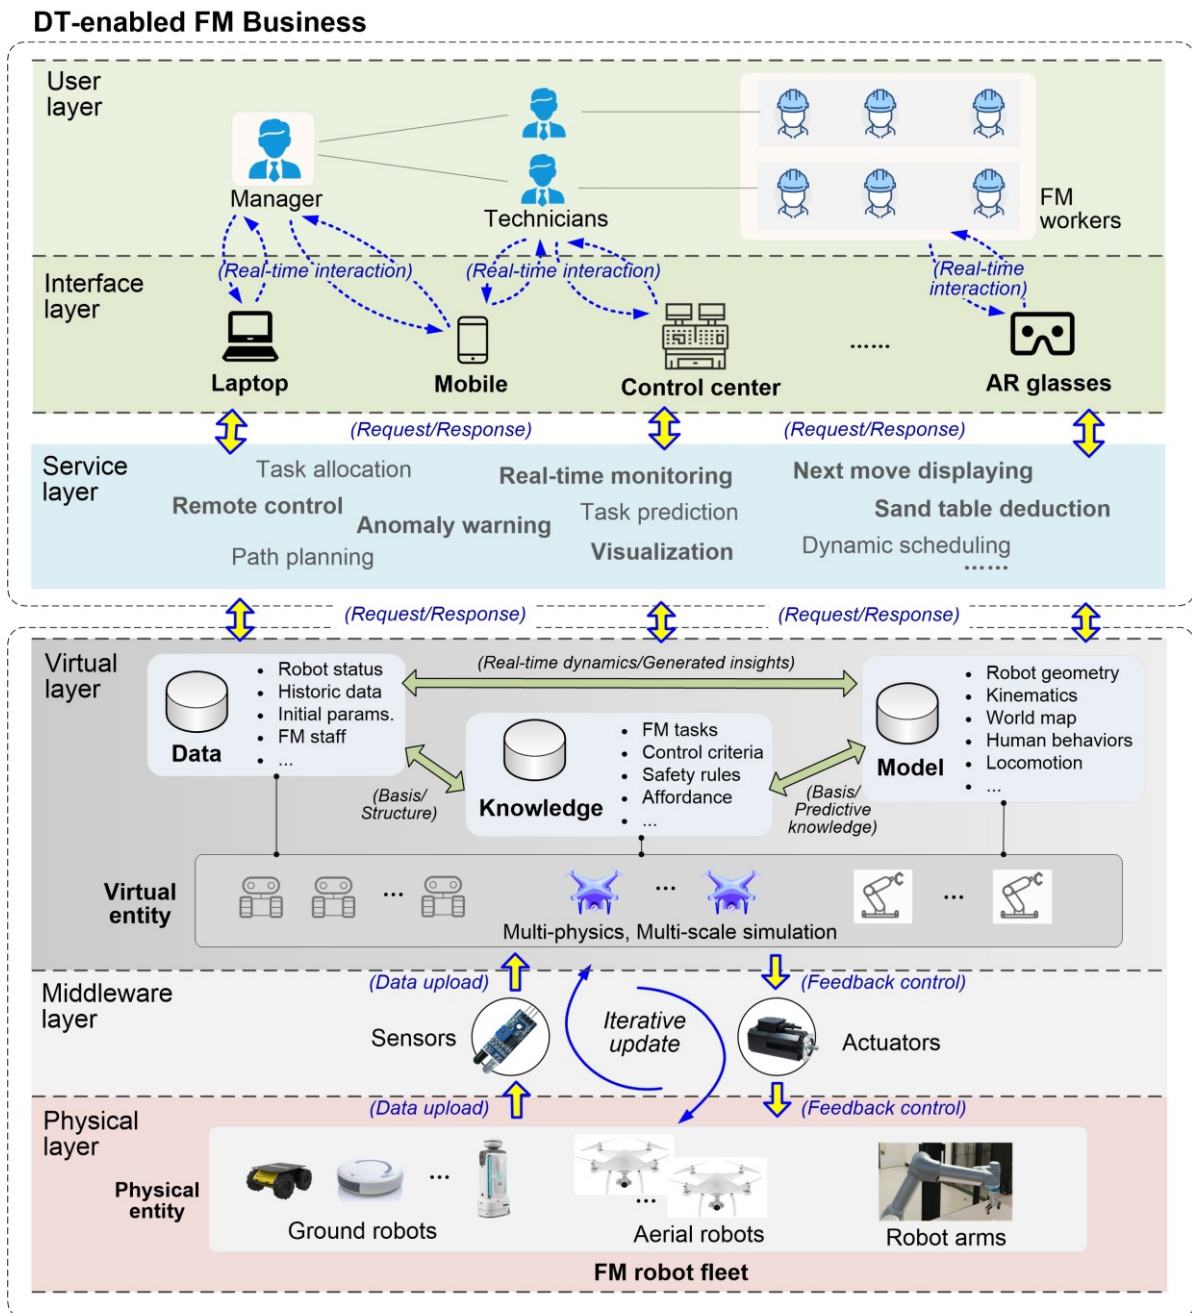 DT-enabled FM Business
User
layer
Manager
Technicians
FM
workers
(Real-time interaction)
(Real-time interaction)
(Real-time
interaction)
Interface
layer
Laptop
Mobile
Control center
......
AR glasses
(Request/Response)
(Request/Response)
Service
layer
Task allocation
Real-time monitoring
Next move displaying
Remote control
Anomaly warning
Task prediction
Sand table deduction
Path planning
Visualization
Dynamic scheduling
......
(Request/Response)
(Request/Response)
Virtual
layer
Data
• Robot status
• Historic data
• Initial params.
• FM staff
• ...
(Real-time dynamics/Generated insights)
Knowledge
• FM tasks
• Control criteria
• Safety rules
• Affordance
• ...
Model
• Robot geometry
• Kinematics
• World map
• Human behaviors
• Locomotion
• ...
(Basis/
Structure)
(Basis/
Predictive
knowledge)
Virtual
entity
...
...
...
Multi-physics, Multi-scale simulation
(Data upload)
(Feedback control)
Middleware
layer
Sensors
Iterative
update
Actuators
(Data upload)
(Feedback control)
Physical
layer
Physical
entity
...
...
Ground robots
Aerial robots
Robot arms
FM robot fleet